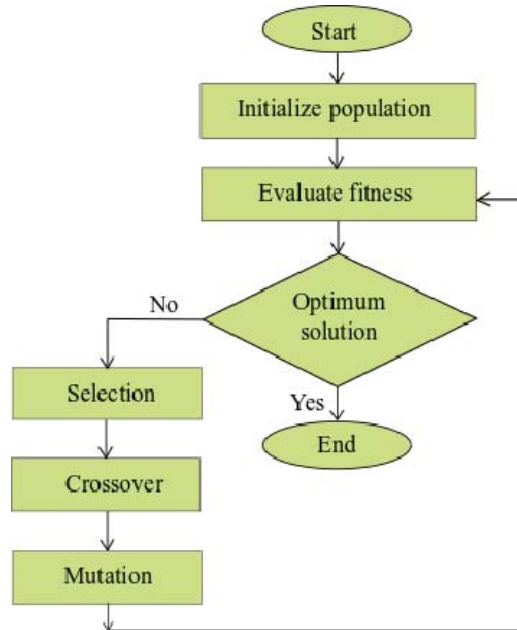 Start
Initialize population
Evaluate fitness
Optimum
solution
No
Yes
Selection
End
Crossover
Mutation